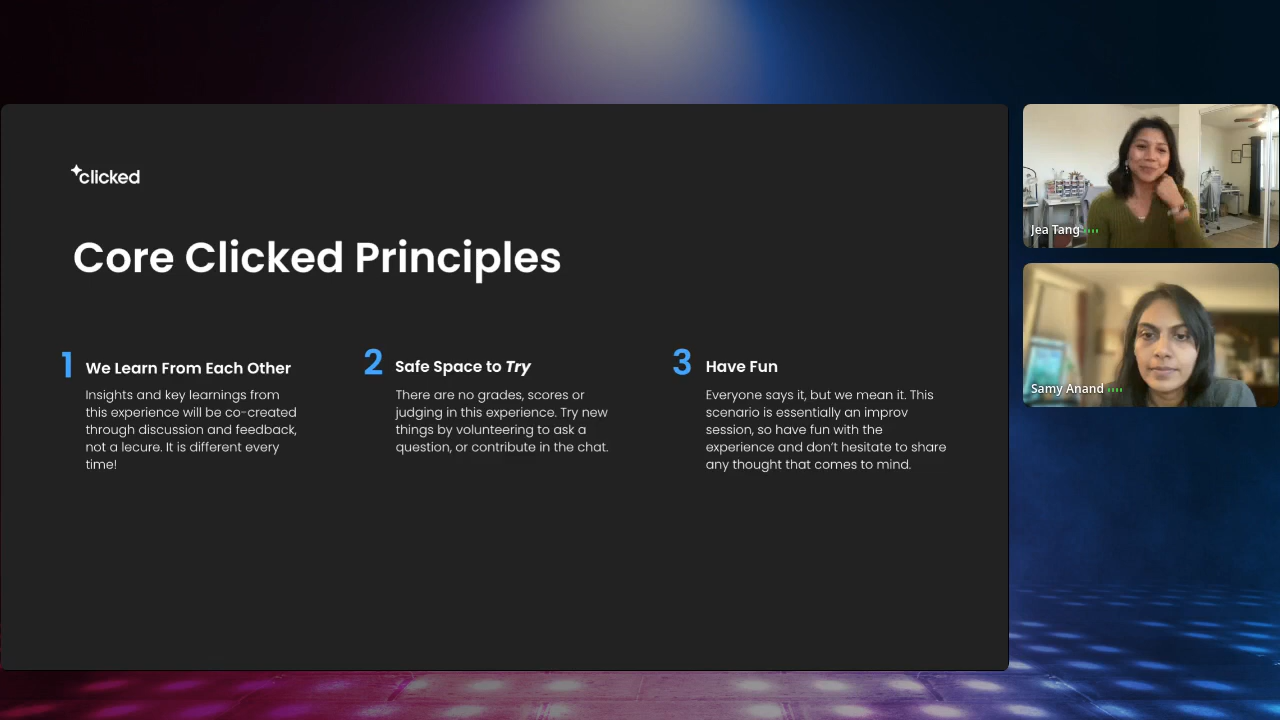 clicked
Core Clicked Principles
1 We Learn From Each Other
Insights and key learnings from
this experience will be co-created
through discussion and feedback,
not a lecure. It is different every
time!
2 Safe Space to Try
There are no grades, scores or
judging in this experience. Try new
things by volunteering to ask a
question, or contribute in the chat.
3 Have Fun
Everyone says it, but we mean it. This
scenario is essentially an improv
session, so have fun with the
experience and don't hesitate to share
any thought that comes to mind.
Jea Tang
Samy Anand